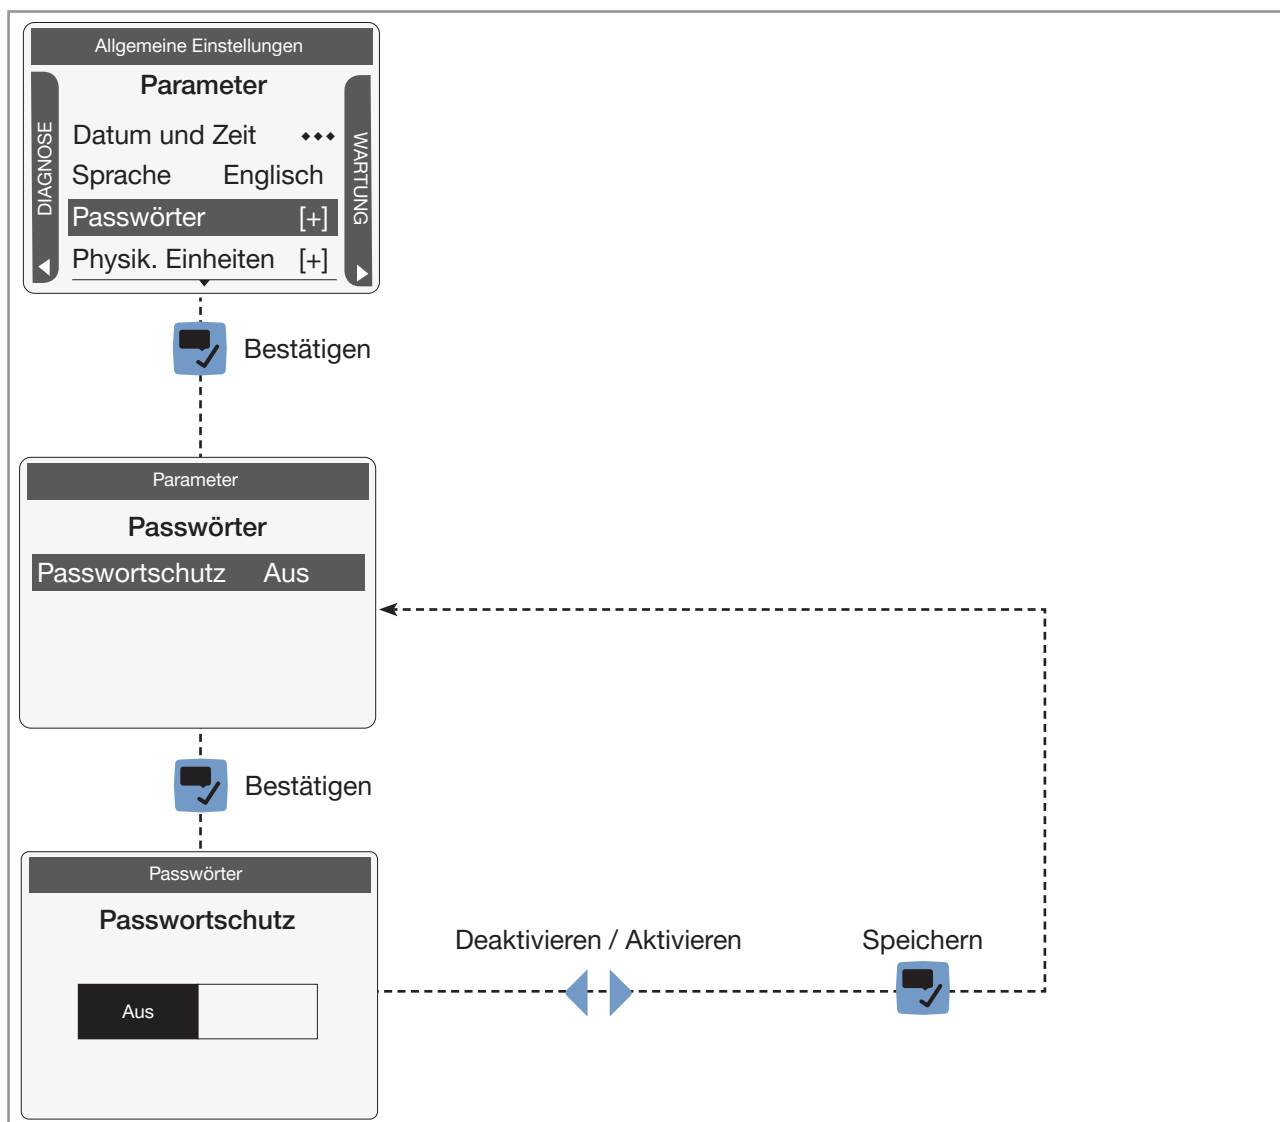 Allgemeine Einstellungen
Parameter
DIAGNOSE
WARTUNG
Datum und Zeit
Sprache Englisch
Passwörter [+]
Physik. Einheiten [+]
Bestätigen
Parameter
Passwörter
Passwortschutz Aus
Bestätigen
Passwörter
Passwortschutz
Aus
Deaktivieren / Aktivieren
Speichern